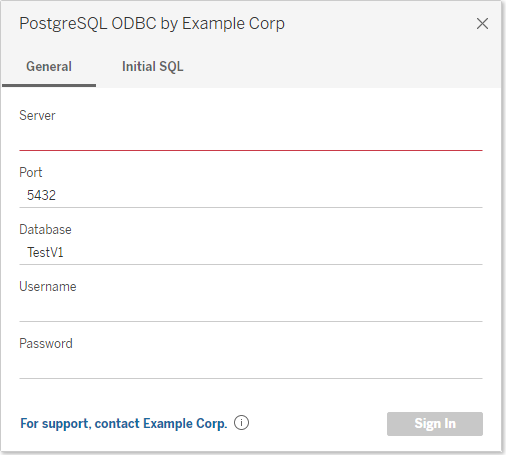 PostgreSQL ODBC by Example Corp
General Initial SQL
Server
Port
5432
Database
TestV1
Username
Password
For support, contact Example Corp. Sign In